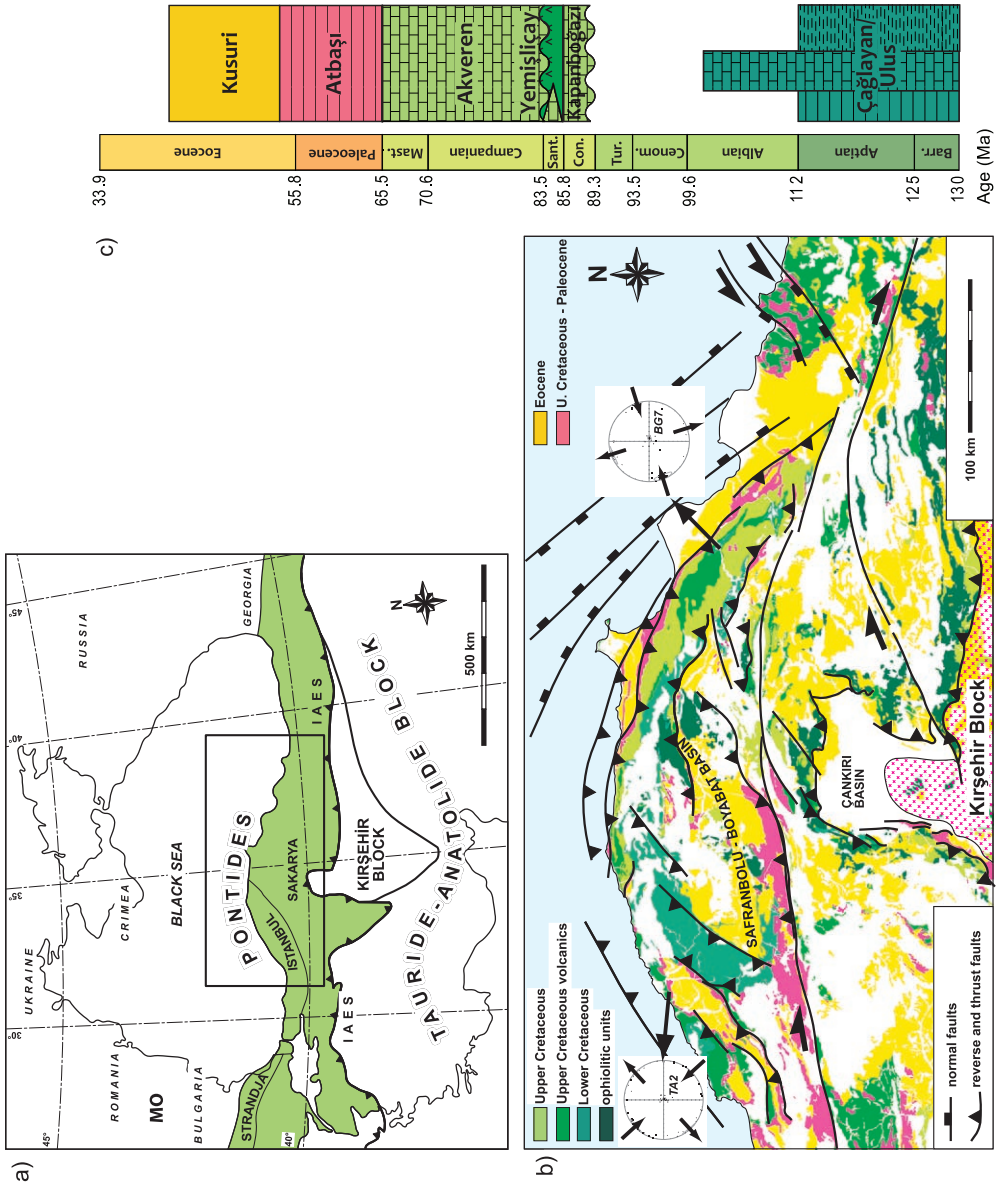 a)
45°
40°
30°
35°
40°
45°
ROMANIA
UKRAINE
RUSSIA
CRIMEA
MO
BULGARIA
BLACK SEA
GEORGIA
STRANDJA
PONTIDES
ISTANBUL
SAKARYA
IAES
IAES
KIRŞEHİR
BLOCK
TAURIDE-ANATOLIDE BLOCK
N
500 km
b)
Upper Cretaceous
Upper Cretaceous volcanics
Lower Cretaceous
ophiolitic units
Eocene
U. Cretaceous - Paleocene
TA2
BG7.
N
SAFRANBOLU - BOYABAT BASIN
ÇANKIRI
BASIN
Kırşehir Block
normal faults
reverse and thrust faults
100 km
c)
33.9
55.8
65.5
70.6
83.5
85.8
89.3
93.5
99.6
112
125
130
Age (Ma)
Eocene
Paleocene
Mast.
Campanian
Sant.
Con.
Tur.
Cenom.
Albian
Aptian
Barr.
Kusuri
Atbaşı
Akveren
Yemişliçay
Kapanboğazı
Çağlayan/
Ulus